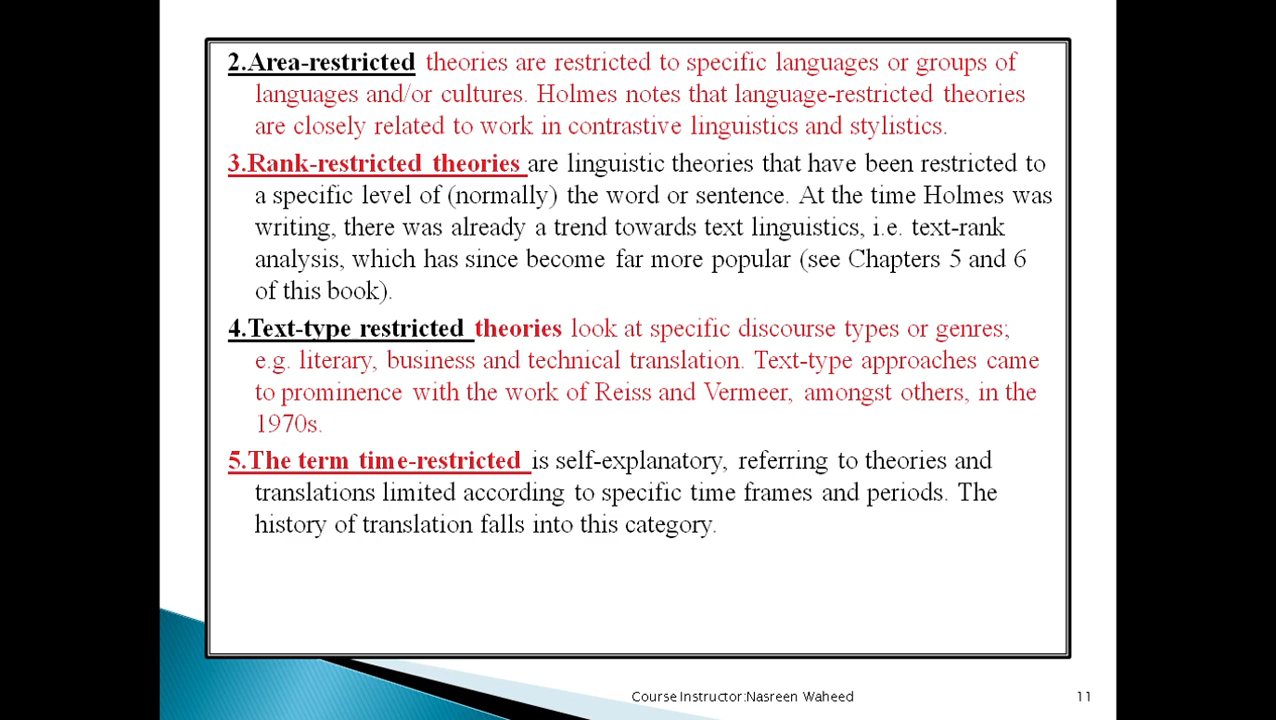 2.Area-restricted theories are restricted to specific languages or groups of
languages and/or cultures. Holmes notes that language-restricted theories
are closely related to work in contrastive linguistics and stylistics.
3.Rank-restricted theories are linguistic theories that have been restricted to
a specific level of (normally) the word or sentence. At the time Holmes was
writing, there was already a trend towards text linguistics, i.e. text-rank
analysis, which has since become far more popular (see Chapters 5 and 6
of this book).
4.Text-type restricted theories look at specific discourse types or genres;
e.g. literary, business and technical translation. Text-type approaches came
to prominence with the work of Reiss and Vermeer, amongst others, in the
1970s.
5.The term time-restricted is self-explanatory, referring to theories and
translations limited according to specific time frames and periods. The
history of translation falls into this category.
Course Instructor:Nasreen Waheed 11